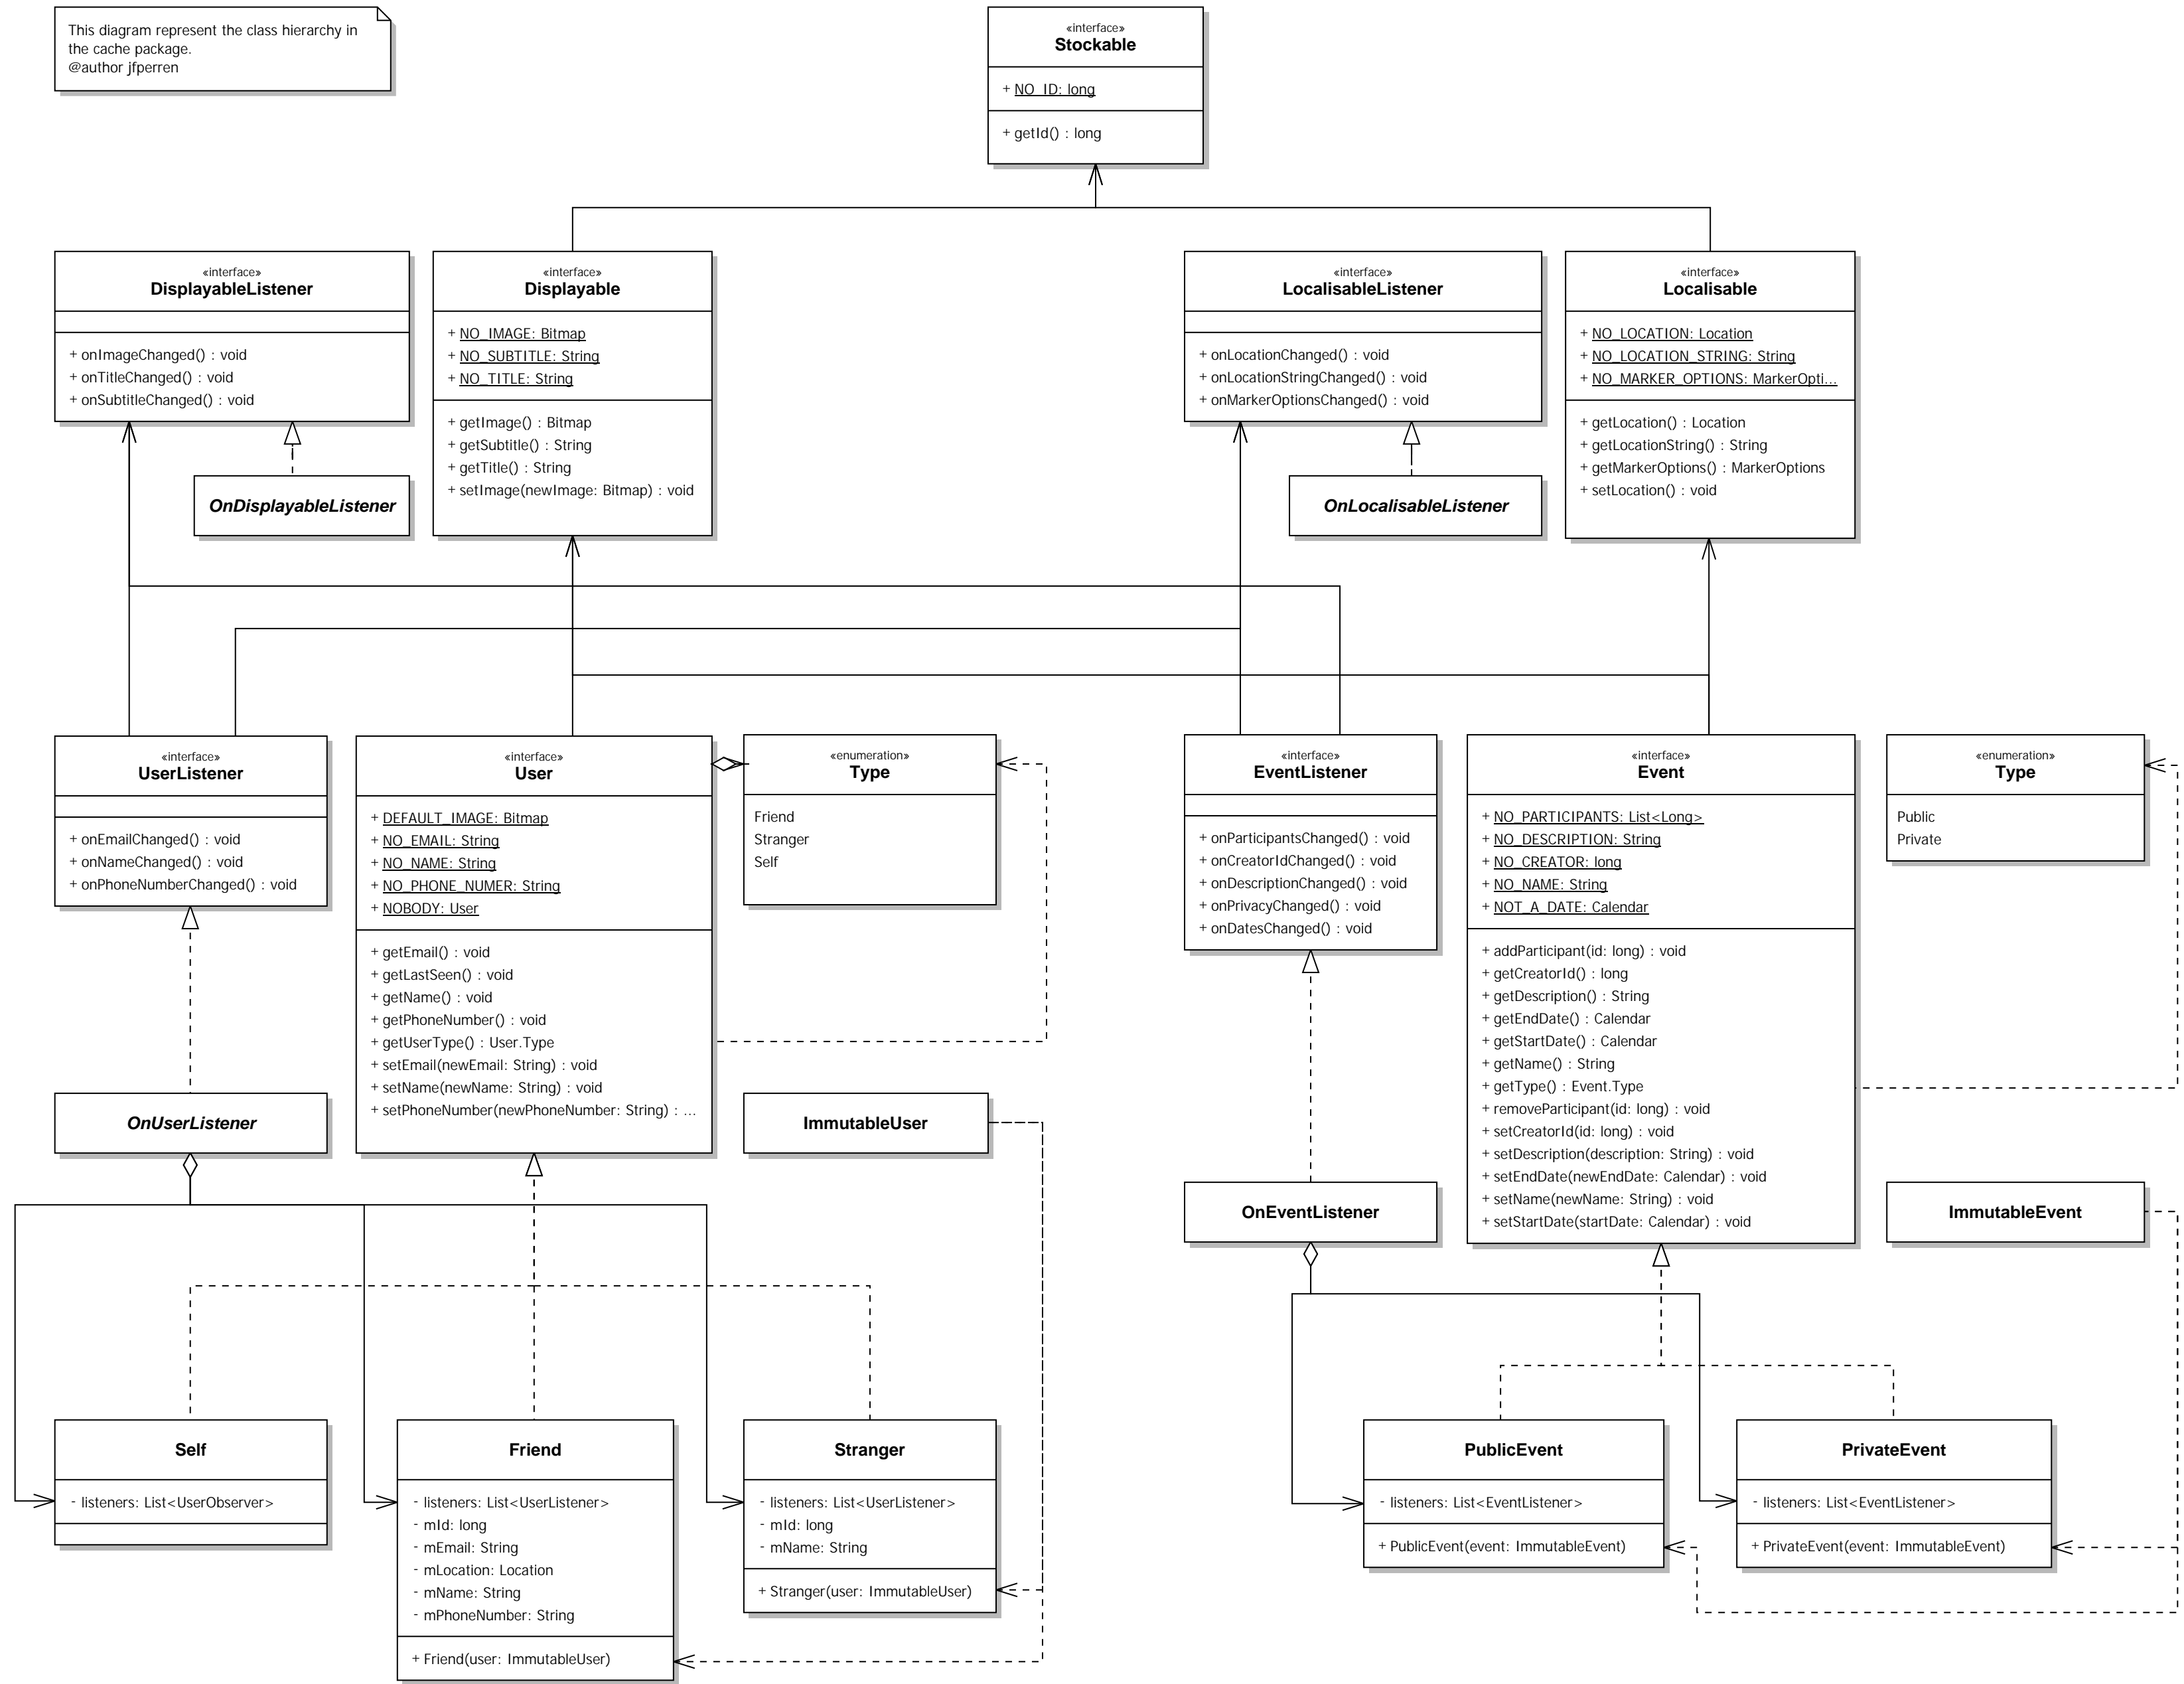 This diagram represent the class hierarchy in
the cache package.
@author jfperren
«interface»
Stockable
+ NO_ID: long
+ getId() : long
«interface»
DisplayableListener
+ onImageChanged() : void
+ onTitleChanged() : void
+ onSubtitleChanged() : void
OnDisplayableListener
«interface»
Displayable
+ NO_IMAGE: Bitmap
+ NO_SUBTITLE: String
+ NO_TITLE: String
+ getImage() : Bitmap
+ getSubtitle() : String
+ getTitle() : String
+ setImage(newImage: Bitmap) : void
«interface»
LocalisableListener
+ onLocationChanged() : void
+ onLocationStringChanged() : void
+ onMarkerOptionsChanged() : void
OnLocalisableListener
«interface»
Localisable
+ NO_LOCATION: Location
+ NO_LOCATION_STRING: String
+ NO_MARKER_OPTIONS: MarkerOpti...
+ getLocation() : Location
+ getLocationString() : String
+ getMarkerOptions() : MarkerOptions
+ setLocation() : void
«interface»
UserListener
+ onEmailChanged() : void
+ onNameChanged() : void
+ onPhoneNumberChanged() : void
OnUserListener
«interface»
User
+ DEFAULT_IMAGE: Bitmap
+ NO_EMAIL: String
+ NO_NAME: String
+ NO_PHONE_NUMER: String
+ NOBODY: User
+ getEmail() : void
+ getLastSeen() : void
+ getName() : void
+ getPhoneNumber() : void
+ getUserType() : User.Type
+ setEmail(newEmail: String) : void
+ setName(newName: String) : void
+ setPhoneNumber(newPhoneNumber: String) : ...
«enumeration»
Type
Friend
Stranger
Self
ImmutableUser
«interface»
EventListener
+ onParticipantsChanged() : void
+ onCreatorIdChanged() : void
+ onDescriptionChanged() : void
+ onPrivacyChanged() : void
+ onDatesChanged() : void
OnEventListener
«interface»
Event
+ NO_PARTICIPANTS: List<Long>
+ NO_DESCRIPTION: String
+ NO_CREATOR: long
+ NO_NAME: String
+ NOT_A_DATE: Calendar
+ addParticipant(id: long) : void
+ getCreatorId() : long
+ getDescription() : String
+ getEndDate() : Calendar
+ getStartDate() : Calendar
+ getName() : String
+ getType() : Event.Type
+ removeParticipant(id: long) : void
+ setCreatorId(id: long) : void
+ setDescription(description: String) : void
+ setEndDate(newEndDate: Calendar) : void
+ setName(newName: String) : void
+ setStartDate(startDate: Calendar) : void
«enumeration»
Type
Public
Private
ImmutableEvent
Self
- listeners: List<UserObserver>
Friend
- listeners: List<UserListener>
- mId: long
- mEmail: String
- mLocation: Location
- mName: String
- mPhoneNumber: String
+ Friend(user: ImmutableUser)
Stranger
- listeners: List<UserListener>
- mId: long
- mName: String
+ Stranger(user: ImmutableUser)
PublicEvent
- listeners: List<EventListener>
+ PublicEvent(event: ImmutableEvent)
PrivateEvent
- listeners: List<EventListener>
+ PrivateEvent(event: ImmutableEvent)